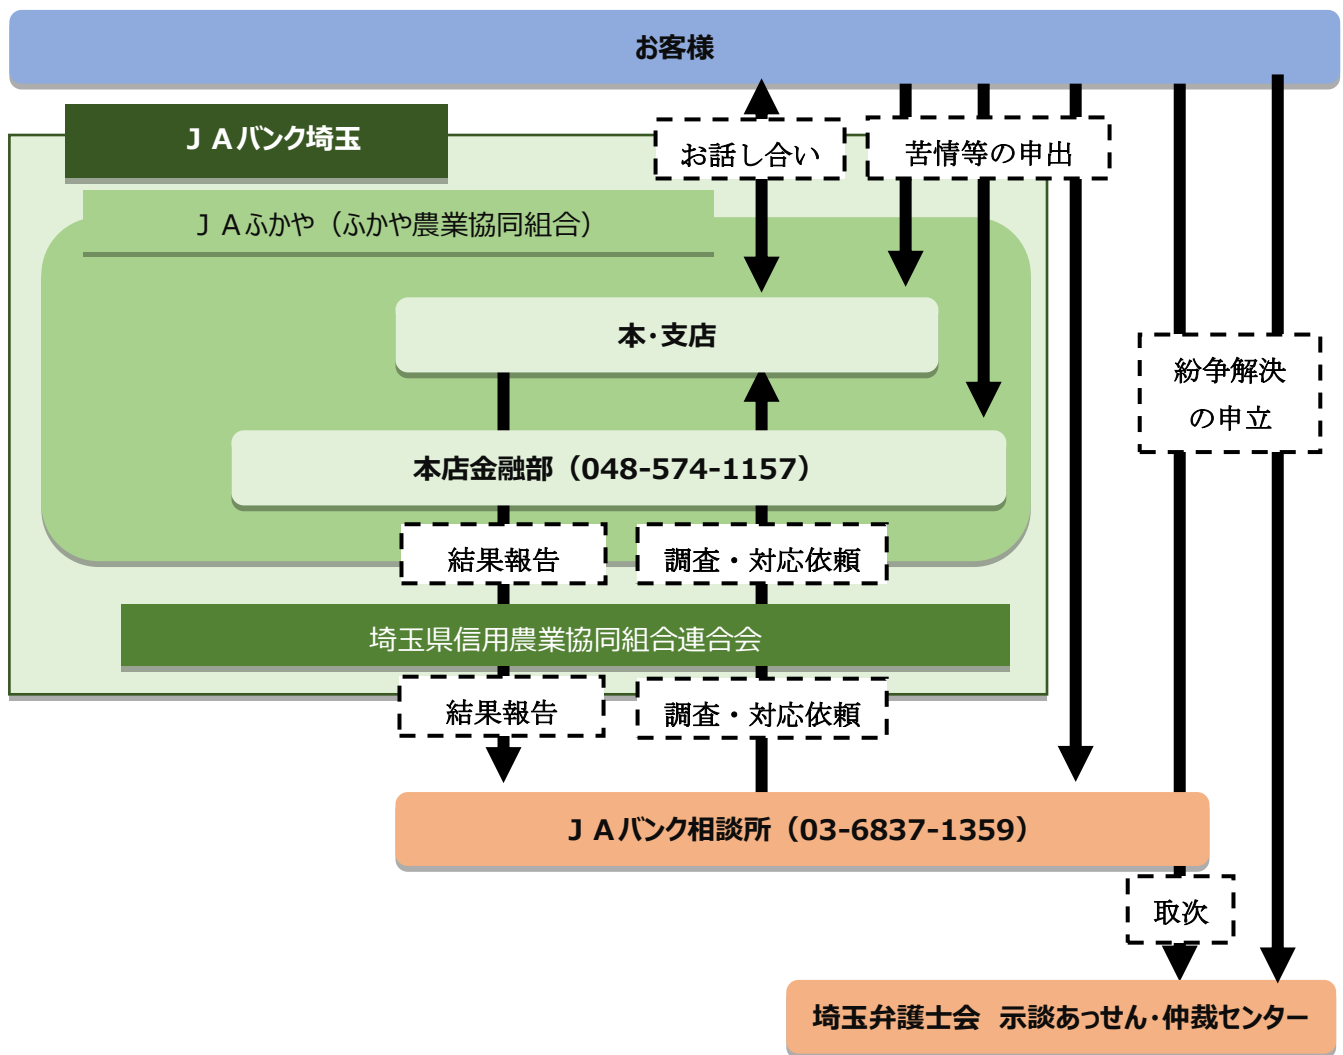 お客様
ＪＡバンク埼玉
お話し合い
苦情等の申出
ＪＡふかや（ふかや農業協同組合）
本・支店
紛争解決
の申立
本店金融部（048-574-1157）
結果報告
調査・対応依頼
埼玉県信用農業協同組合連合会
結果報告
調査・対応依頼
ＪＡバンク相談所（03-6837-1359）
取次
埼玉弁護士会　示談あっせん・仲裁センター